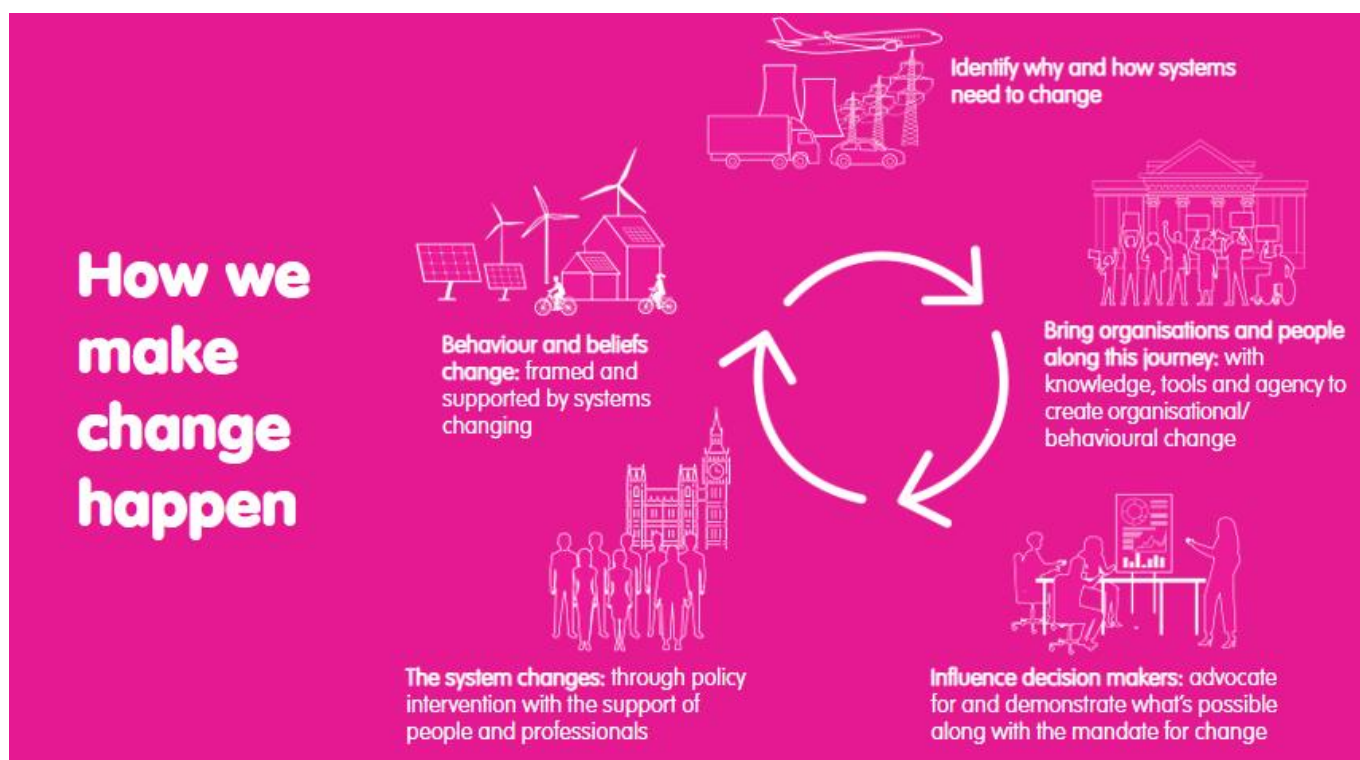 How we
make
change
happen
Identify why and how systems
need to change
Bring organisations and people
along this journey: with
knowledge, tools and agency to
create organisational/
behavioural change
Influence decision makers: advocate
for and demonstrate what's possible
along with the mandate for change
The system changes: through policy
intervention with the support of
people and professionals
Behaviour and beliefs
change: framed and
supported by systems
changing